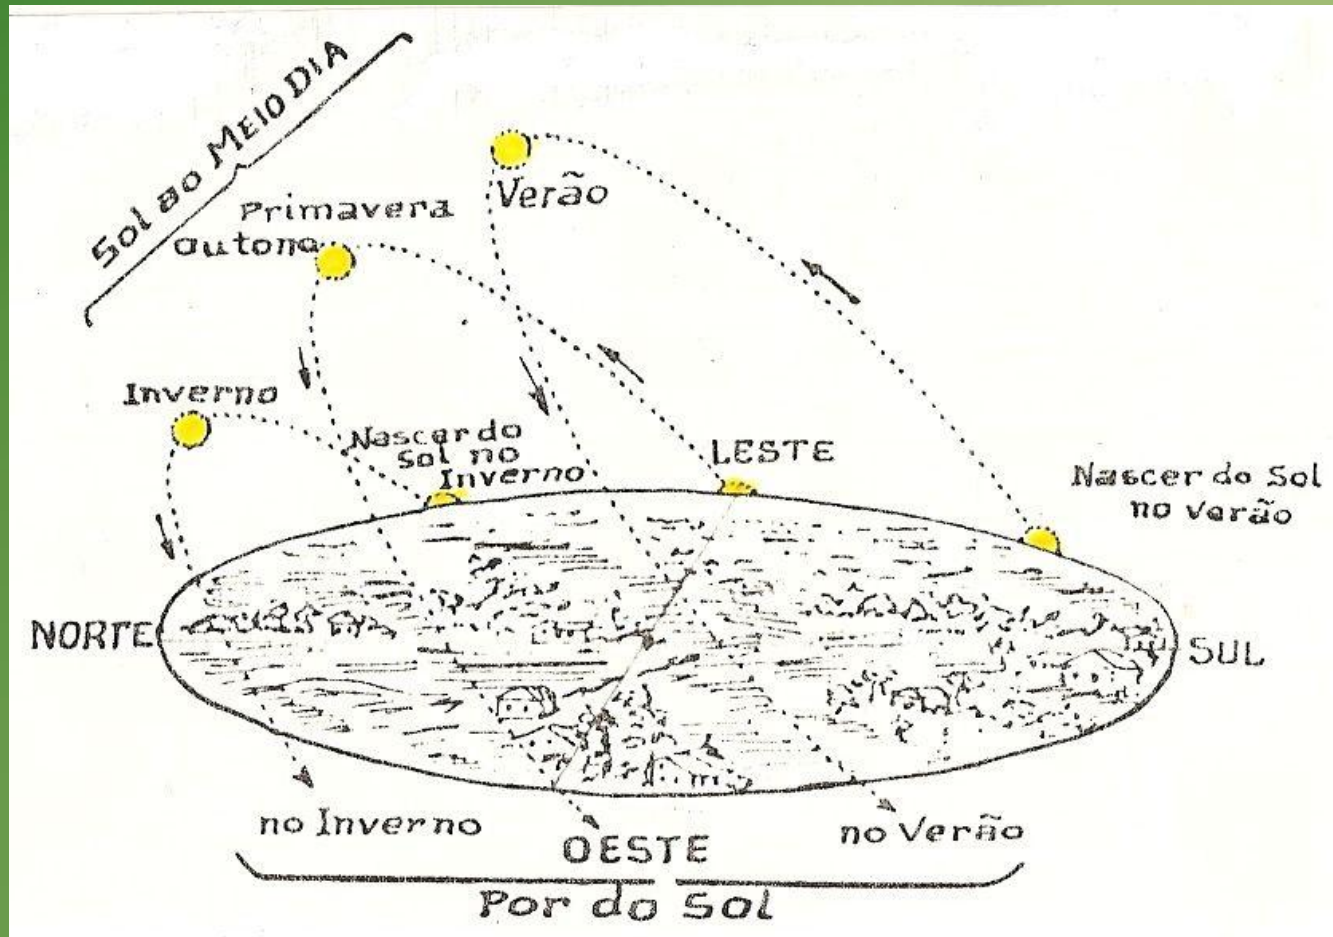 Sol ao MEIO DIA
Verão
Primavera
outono
Inverno
Nascer do
Sol no
Inverno
LESTE
Nascer do Sol
no verão
NORTE
SUL
no Inverno
OESTE
no Verão
Por do Sol